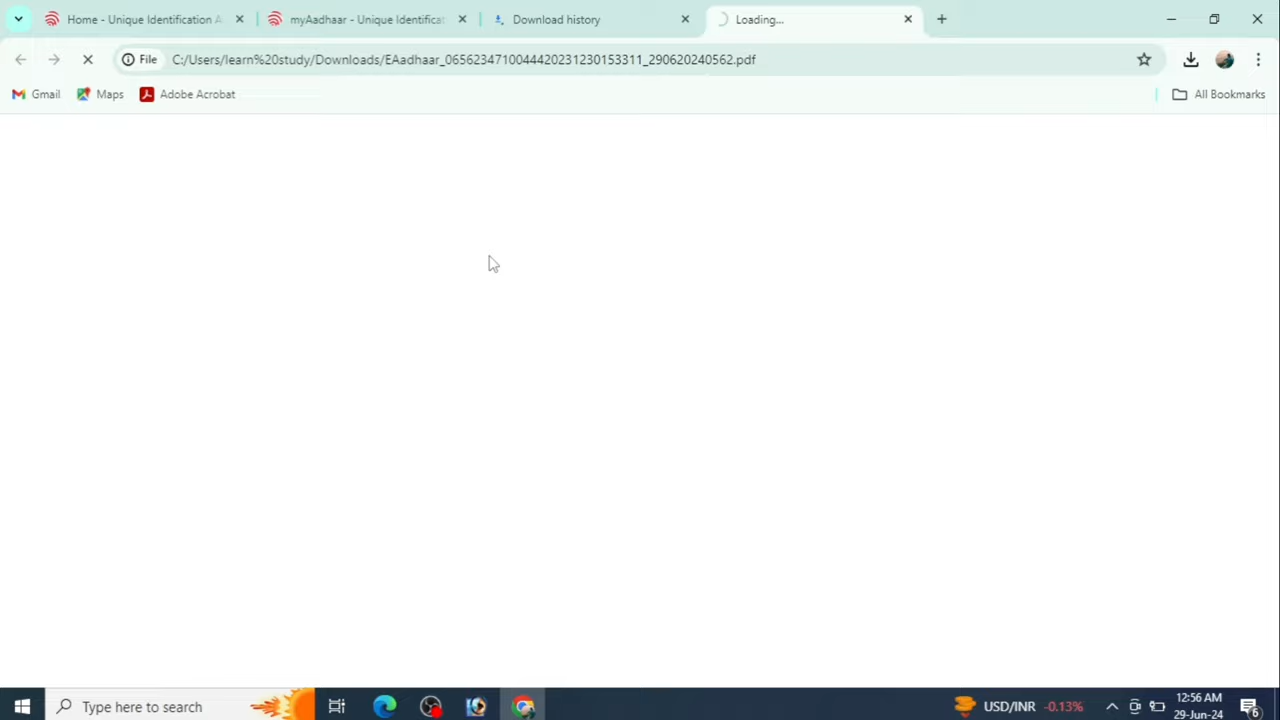 Home - Unique Identification A
myAadhaar - Unique Identificat
Download history
Loading...
File
C:/Users/learn%20study/Downloads/EAadhaar_0656234710044420231230153311_290620240562.pdf
Gmail
Maps
Adobe Acrobat
All Bookmarks
Type here to search
USD/INR -0.13%
12:56 AM
29-Jun-24
6